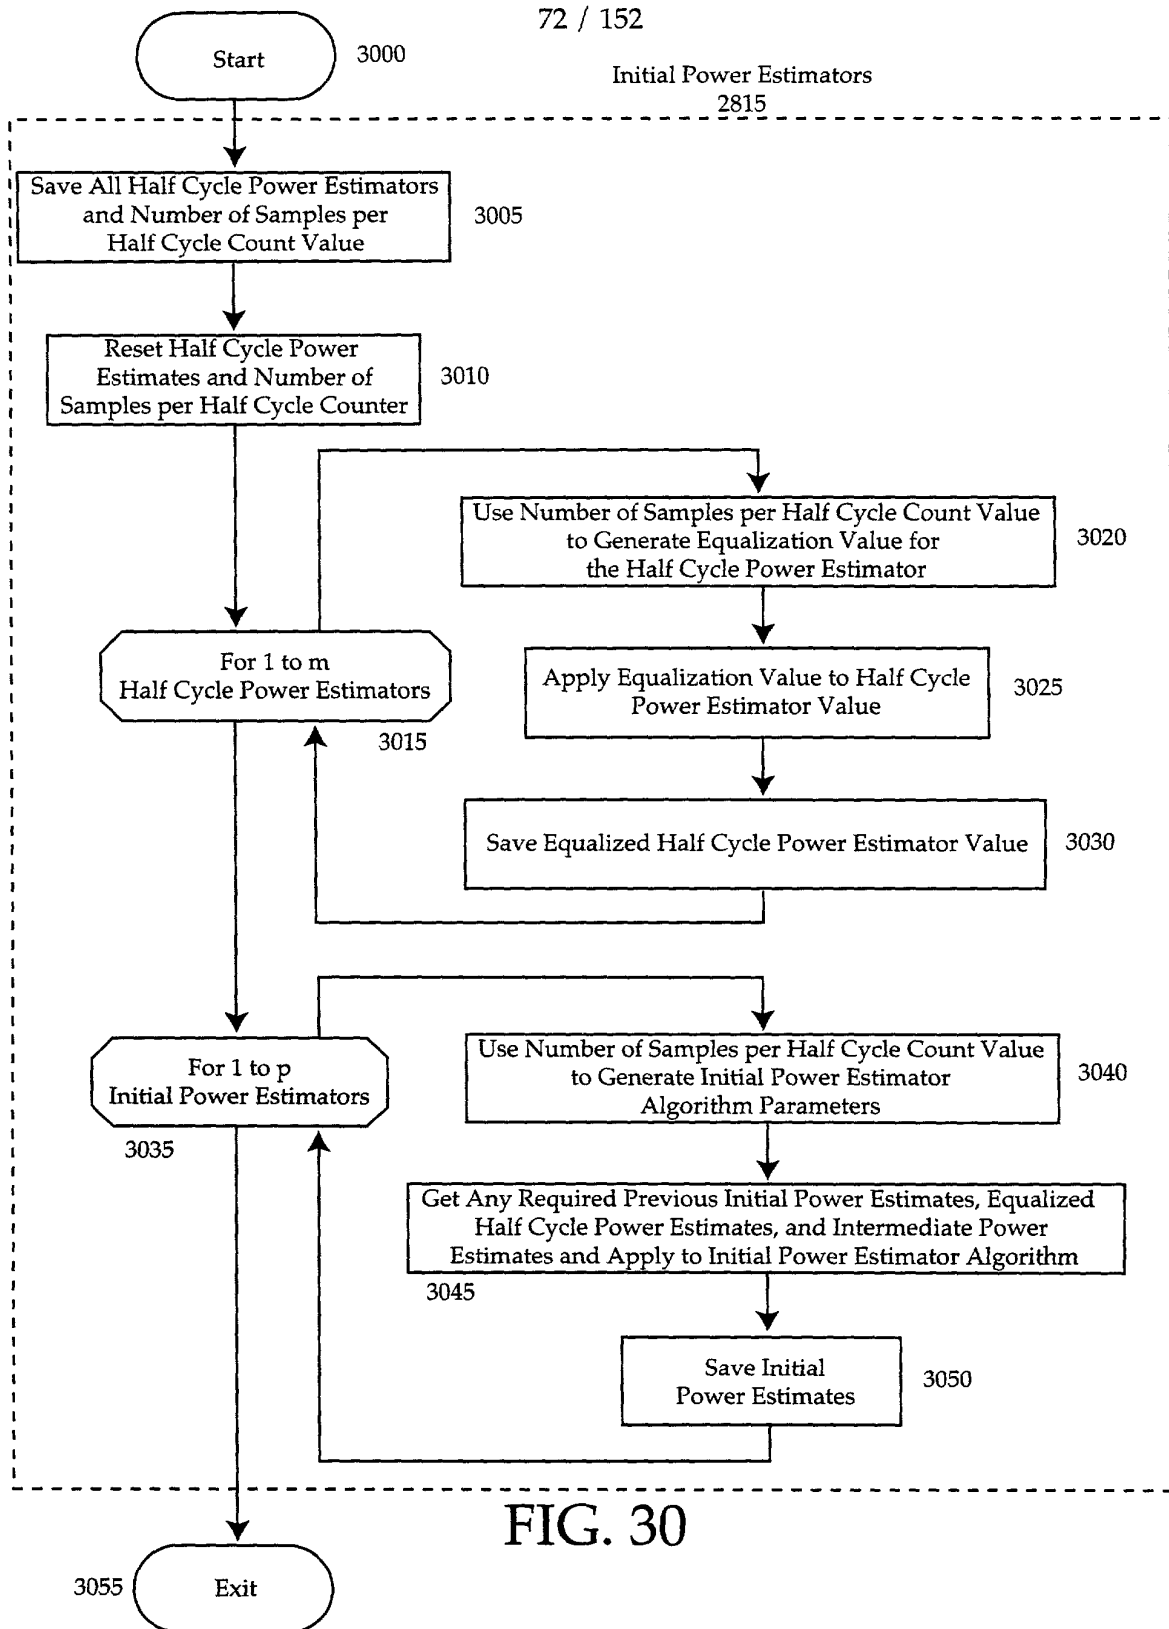 72 / 152
Start
3000
Initial Power Estimators
2815
Save All Half Cycle Power Estimators
and Number of Samples per
Half Cycle Count Value
3005
Reset Half Cycle Power
Estimates and Number of
Samples per Half Cycle Counter
3010
Use Number of Samples per Half Cycle Count Value
to Generate Equalization Value for
the Half Cycle Power Estimator
3020
For 1 to m
Half Cycle Power Estimators
3015
Apply Equalization Value to Half Cycle
Power Estimator Value
3025
Save Equalized Half Cycle Power Estimator Value
3030
For 1 to p
Initial Power Estimators
3035
Use Number of Samples per Half Cycle Count Value
to Generate Initial Power Estimator
Algorithm Parameters
3040
Get Any Required Previous Initial Power Estimates, Equalized
Half Cycle Power Estimates, and Intermediate Power
Estimates and Apply to Initial Power Estimator Algorithm
3045
Save Initial
Power Estimates
3050
FIG. 30
3055
Exit